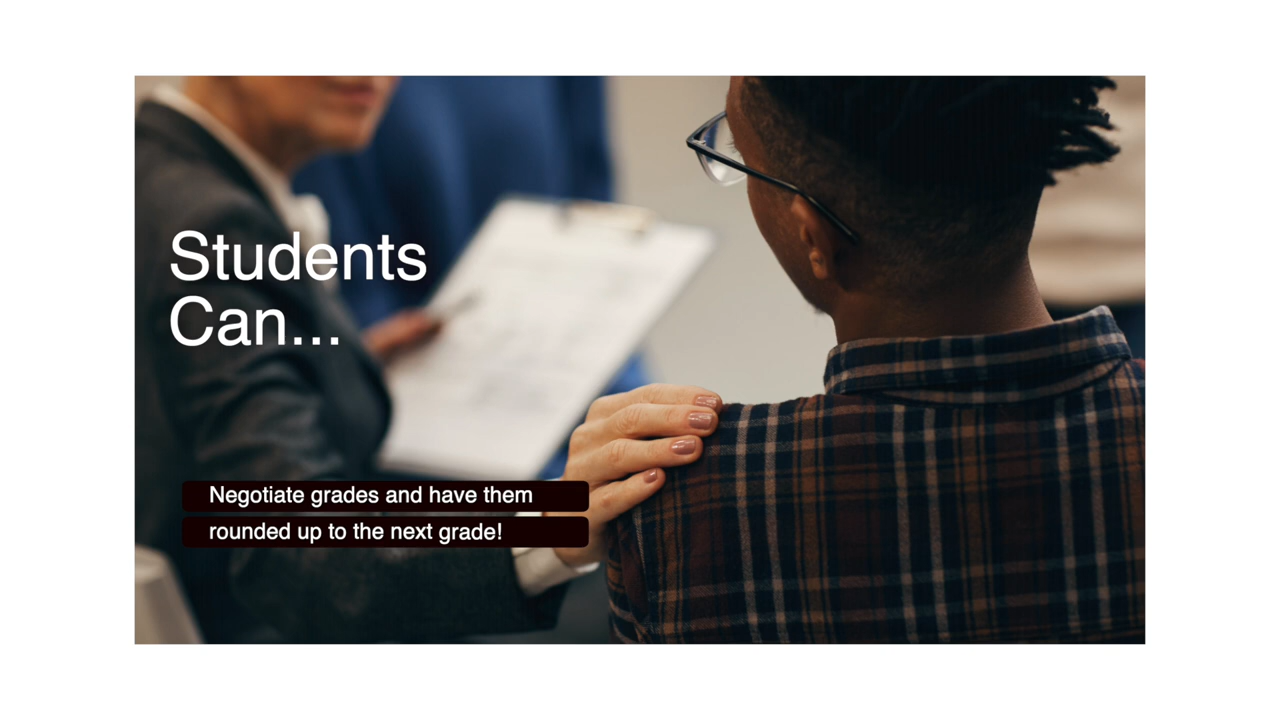 Students
Can...
Negotiate grades and have them
rounded up to the next grade!